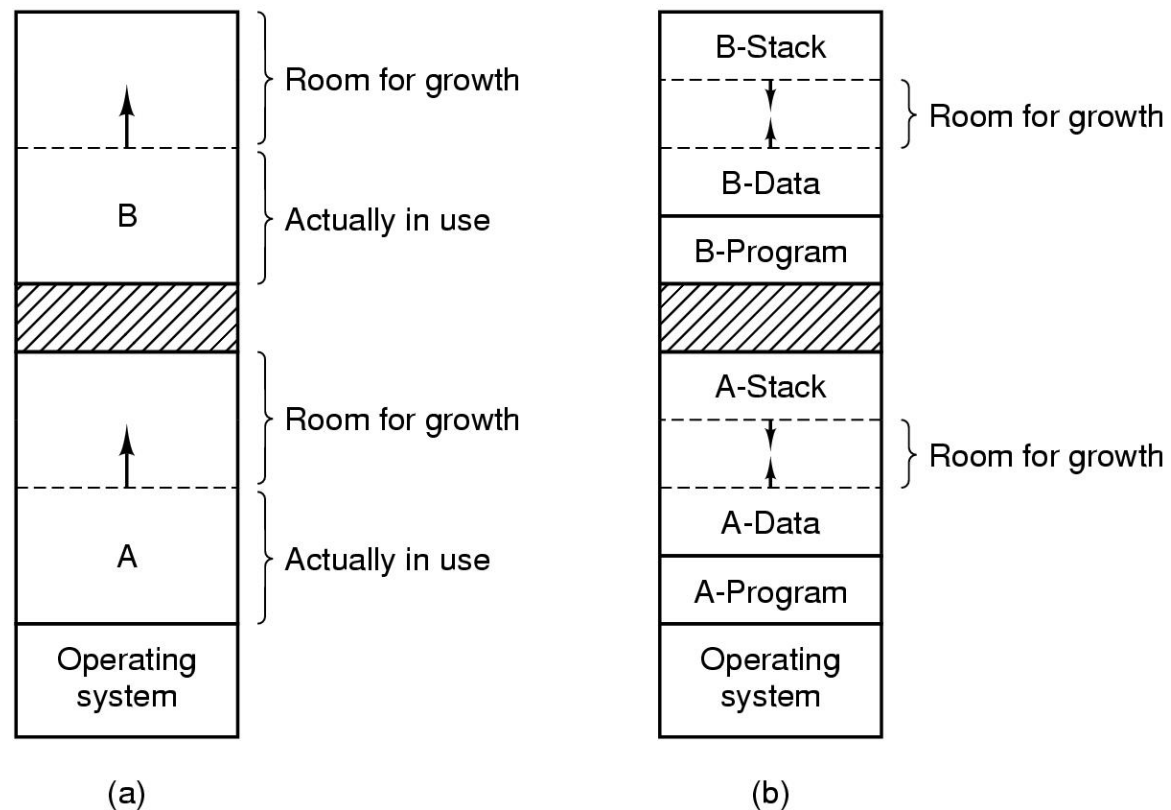 Room for growth
B
Actually in use
Room for growth
A
Actually in use
Operating
system
(a)
B-Stack
Room for growth
B-Data
B-Program
A-Stack
Room for growth
A-Data
A-Program
Operating
system
(b)